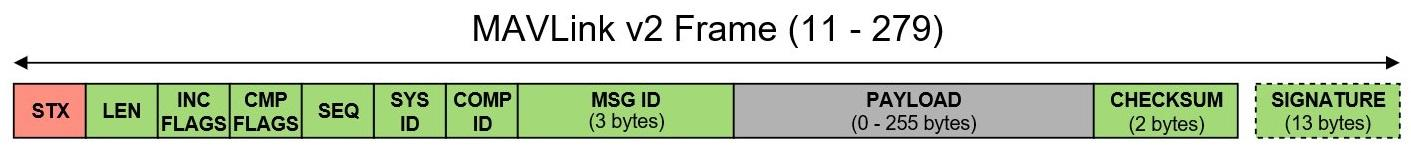 MAVLink v2 Frame (11 - 279)
STX
LEN
INC
FLAGS
CMP
FLAGS
SEQ
SYS
ID
COMP
ID
MSG ID
(3 bytes)
PAYLOAD
(0 - 255 bytes)
CHECKSUM
(2 bytes)
SIGNATURE
(13 bytes)